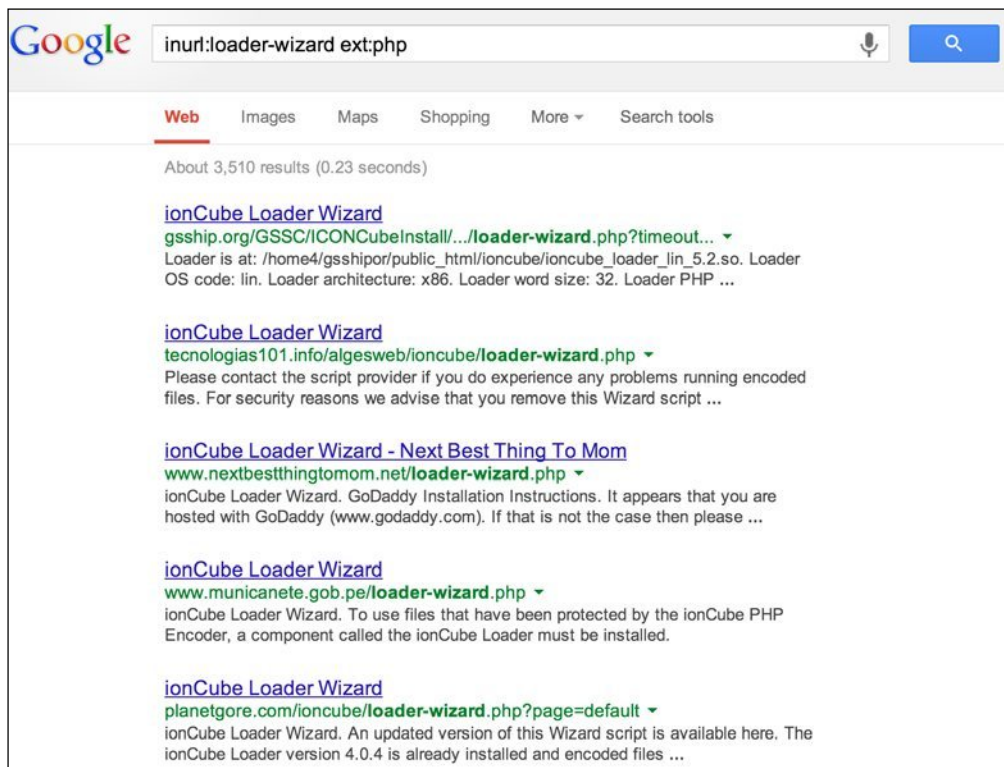 Google inurl:loader-wizard ext:php
Web Images Maps Shopping More Search tools
About 3,510 results (0.23 seconds)
ionCube Loader Wizard
gsship.org/GSSC/ICONCubeInstall/.../loader-wizard.php?timeout...
Loader is at: /home4/gsshipor/public_html/ioncube/ioncube_loader_lin_5.2.so. Loader
OS code: lin. Loader architecture: x86. Loader word size: 32. Loader PHP ...
ionCube Loader Wizard
tecnologias101.info/algesweb/ioncube/loader-wizard.php
Please contact the script provider if you do experience any problems running encoded
files. For security reasons we advise that you remove this Wizard script ...
ionCube Loader Wizard - Next Best Thing To Mom
www.nextbestthingtomom.net/loader-wizard.php
ionCube Loader Wizard. GoDaddy Installation Instructions. It appears that you are
hosted with GoDaddy (www.godaddy.com). If that is not the case then please ...
ionCube Loader Wizard
www.municanete.gob.pe/loader-wizard.php
ionCube Loader Wizard. To use files that have been protected by the ionCube PHP
Encoder, a component called the ionCube Loader must be installed.
ionCube Loader Wizard
planetgore.com/ioncube/loader-wizard.php?page=default
ionCube Loader Wizard. An updated version of this Wizard script is available here. The
ionCube Loader version 4.0.4 is already installed and encoded files ...